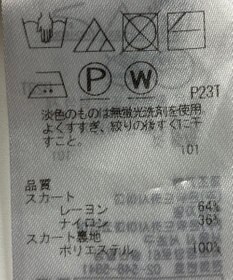 P W P23T
淡色のものは無蛍光洗剤を使用
よくすすぎ、絞りの後すぐに干
すこと。
101
品質
スカート
レーヨン 64%
ナイロン 36%
スカート裏地
ポリエステル 100%